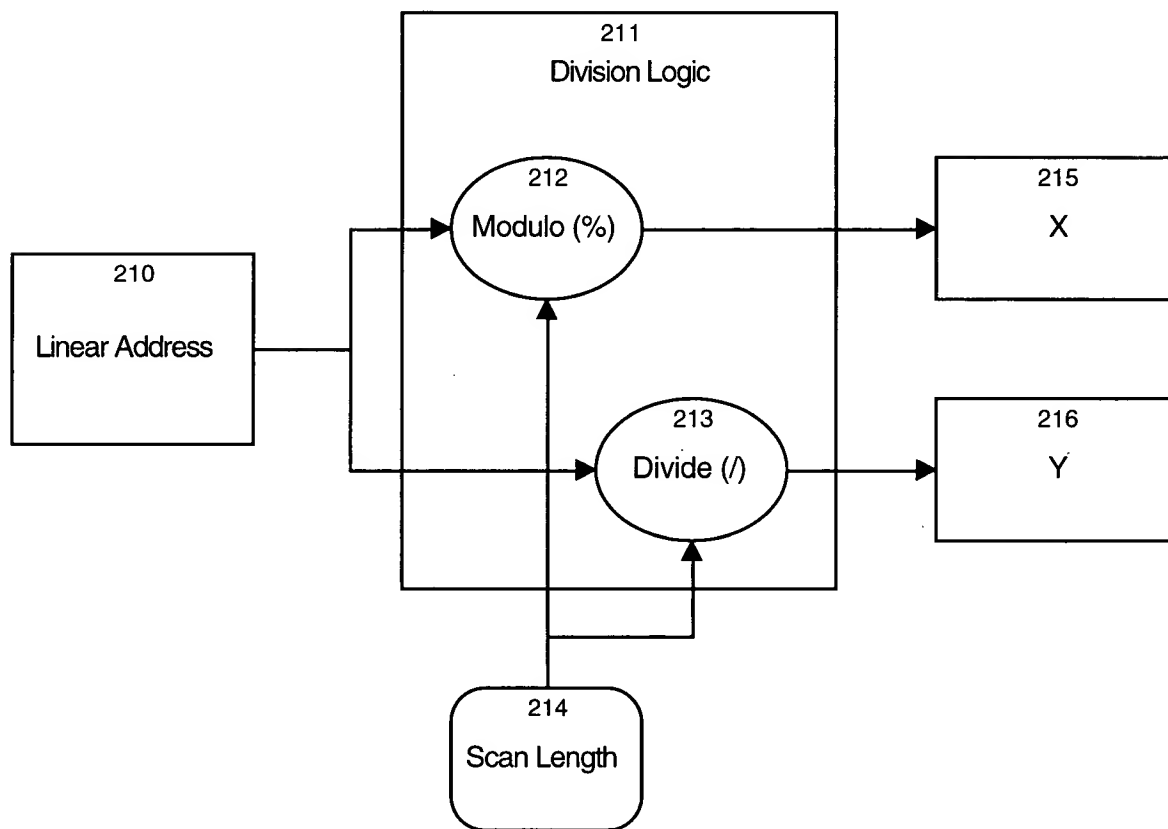 211
Division Logic
212
Modulo (%)
215
X
210
Linear Address
213
Divide (/)
216
Y
214
Scan Length